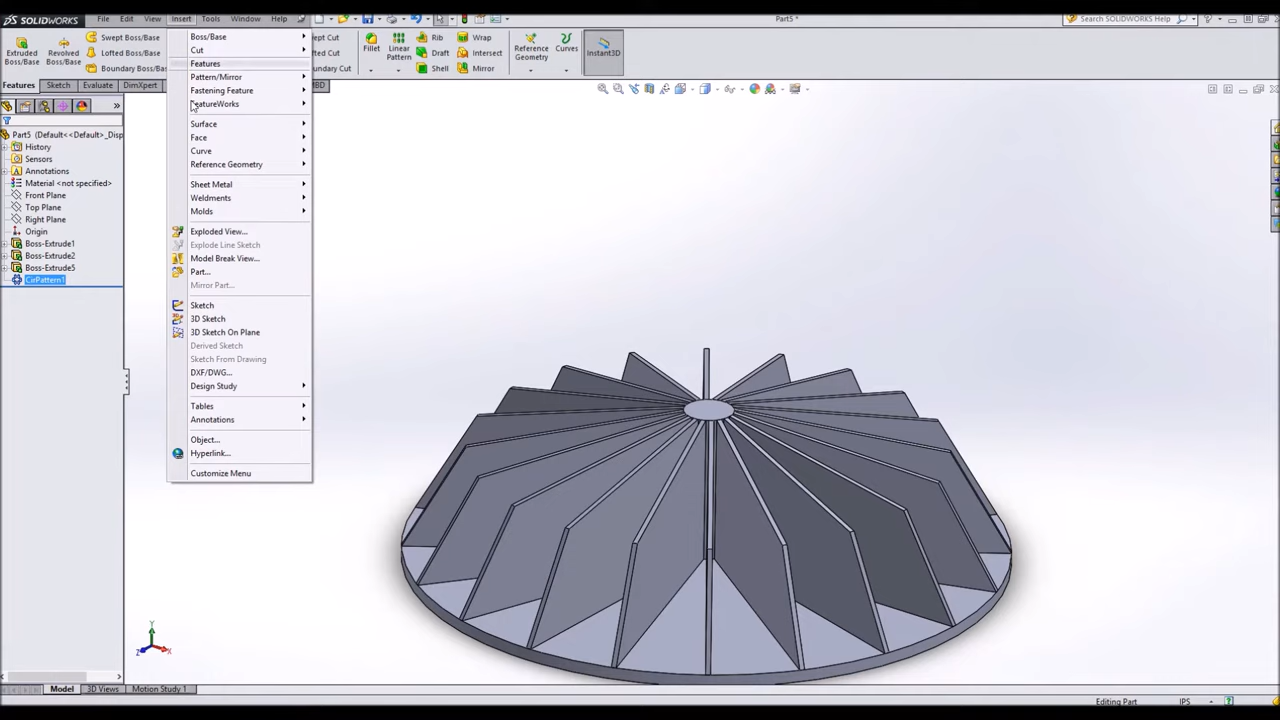 SOLIDWORKS File Edit View Insert Tools Window Help Part5 * Search SOLIDWORKS Help
Extruded Boss/Base
Revolved Boss/Base
Swept Boss/Base
Lofted Boss/Base
Boundary Boss/Base
Fillet
Linear Pattern
Rib
Draft
Shell
Wrap
Intersect
Mirror
Reference Geometry
Curves
Instant3D
Features Sketch Evaluate DimXpert MBD
Part5 (Default<<Default>_Disp
History
Sensors
Annotations
Material <not specified>
Front Plane
Top Plane
Right Plane
Origin
Boss-Extrude1
Boss-Extrude2
Boss-Extrude5
CirPattern1
Boss/Base
Cut
Features
Pattern/Mirror
Fastening Feature
FeatureWorks
Surface
Face
Curve
Reference Geometry
Sheet Metal
Weldments
Molds
Exploded View...
Explode Line Sketch
Model Break View...
Part...
Mirror Part...
Sketch
3D Sketch
3D Sketch On Plane
Derived Sketch
Sketch From Drawing
DXF/DWG...
Design Study
Tables
Annotations
Object...
Hyperlink...
Customize Menu
Y
X
Z
Model 3D Views Motion Study 1
Editing Part IPS